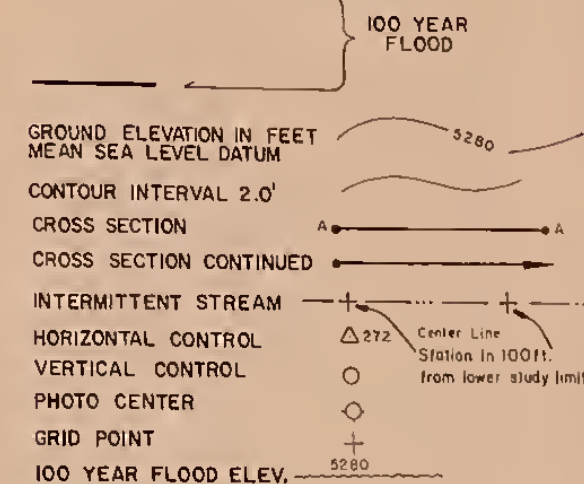 100 YEAR
FLOOD
GROUND ELEVATION IN FEET
MEAN SEA LEVEL DATUM
5280
CONTOUR INTERVAL 2.0'
CROSS SECTION A A
CROSS SECTION CONTINUED
INTERMITTENT STREAM
HORIZONTAL CONTROL 272
Center Line
Station In 100ft.
from lower study limit
VERTICAL CONTROL
PHOTO CENTER
GRID POINT
100 YEAR FLOOD ELEV. 5280